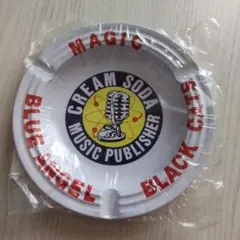 MAGIC
CREAM SODA
MUSIC PUBLISHER
BLUE ANGEL
BLACK CATS